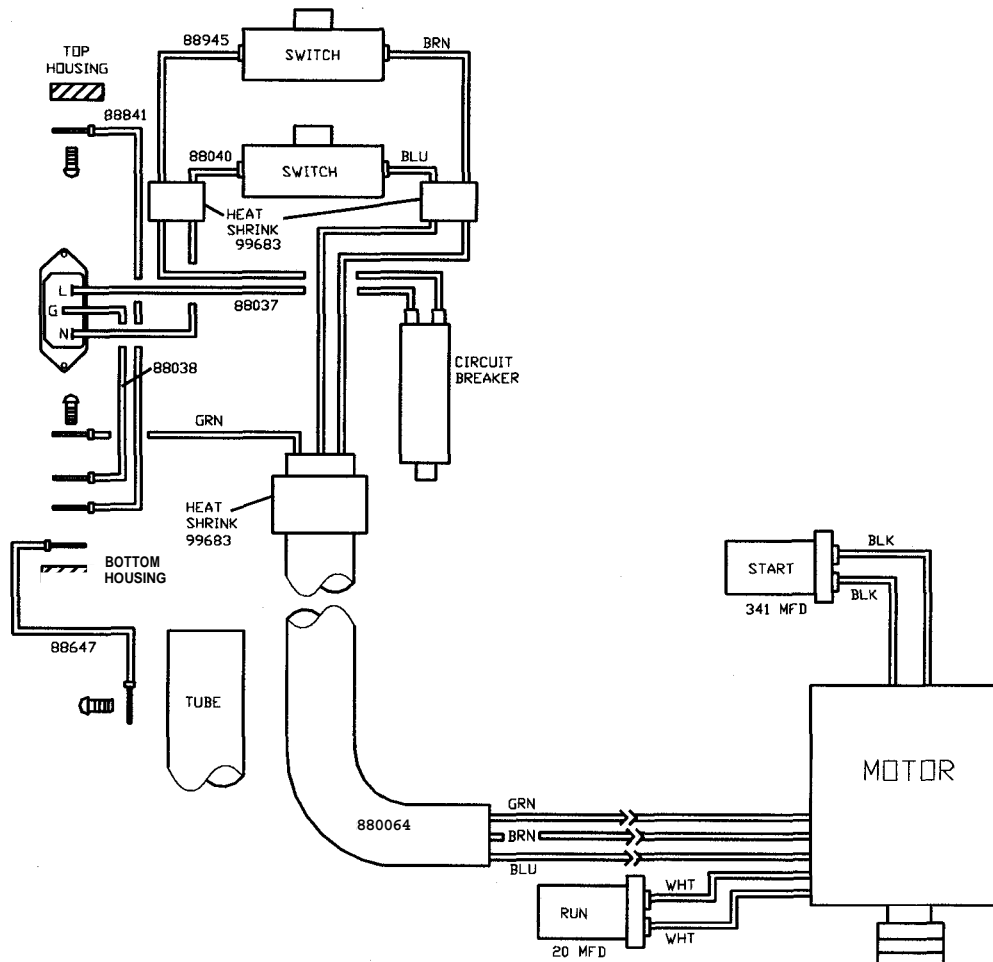 88945
SWITCH
BRN
TOP
HOUSING
88841
88040
SWITCH
BLU
HEAT
SHRINK
99683
L
G
N
88037
CIRCUIT
BREAKER
88038
GRN
HEAT
SHRINK
99683
BOTTOM
HOUSING
88647
TUBE
START
341 MFD
BLK
BLK
MOTOR
880064
GRN
BRN
BLU
RUN
20 MFD
WHT
WHT